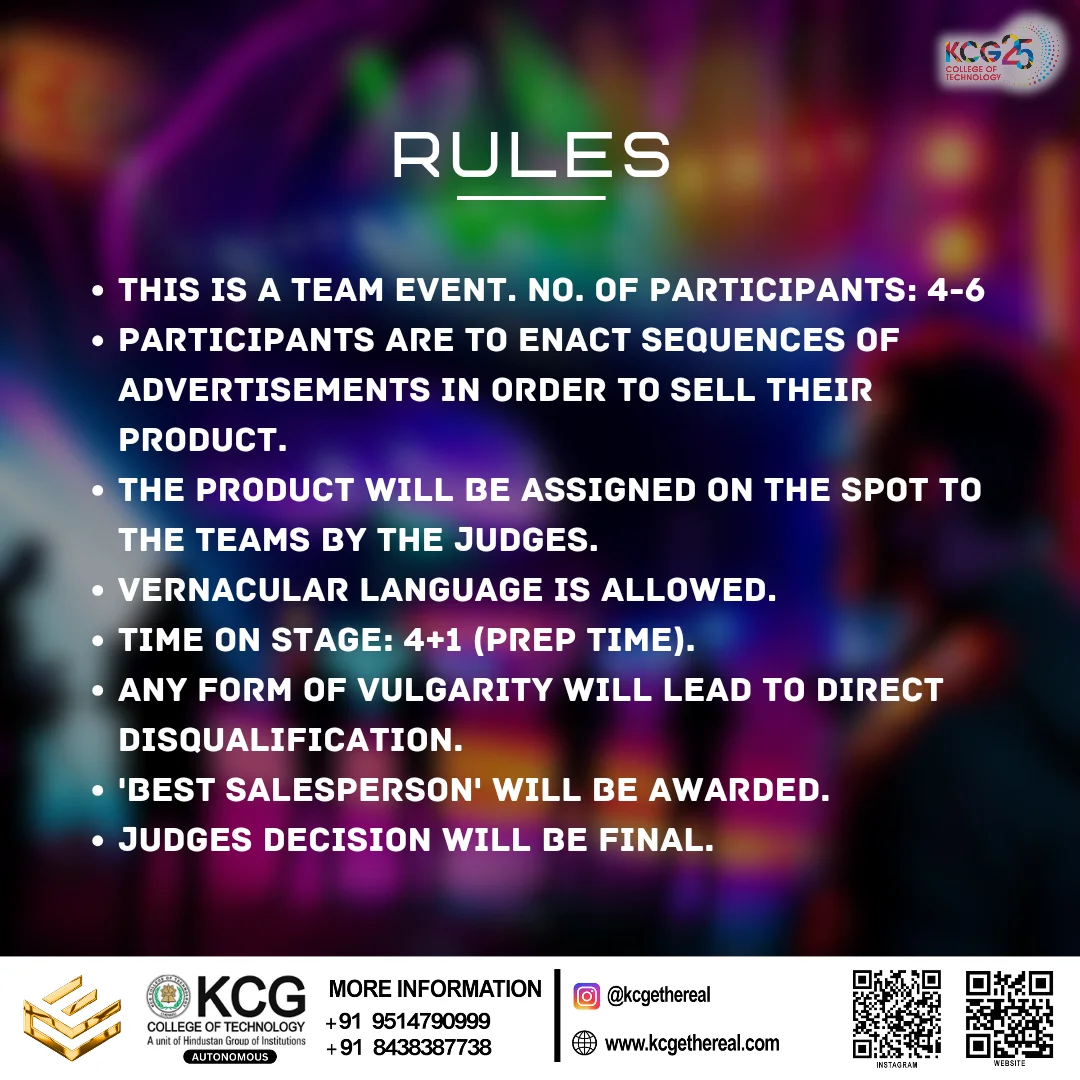 KCG25
COLLEGE OF
TECHNOLOGY
RULES
• THIS IS A TEAM EVENT. NO. OF PARTICIPANTS: 4-6
• PARTICIPANTS ARE TO ENACT SEQUENCES OF
ADVERTISEMENTS IN ORDER TO SELL THEIR
PRODUCT.
• THE PRODUCT WILL BE ASSIGNED ON THE SPOT TO
THE TEAMS BY THE JUDGES.
• VERNACULAR LANGUAGE IS ALLOWED.
• TIME ON STAGE: 4+1 (PREP TIME).
• ANY FORM OF VULGARITY WILL LEAD TO DIRECT
DISQUALIFICATION.
• 'BEST SALESPERSON' WILL BE AWARDED.
• JUDGES DECISION WILL BE FINAL.
KCG
COLLEGE OF TECHNOLOGY
A unit of Hindustan Group of Institutions
AUTONOMOUS
MORE INFORMATION
+91 9514790999
+91 8438387738
@kcgethereal
www.kcgethereal.com
INSTAGRAM
WEBSITE